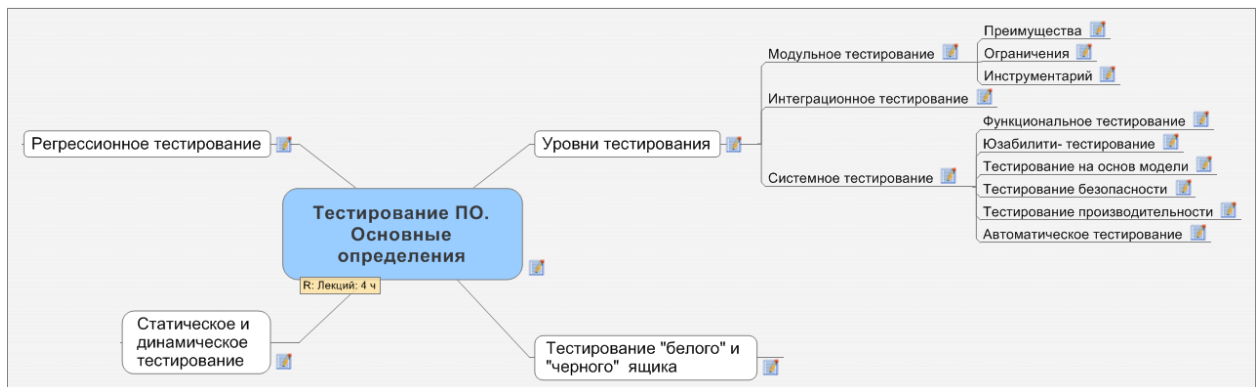 Тестирование ПО.
Основные
определения
R: Лекций: 4 ч
Уровни тестирования
Модульное тестирование
Преимущества
Ограничения
Инструментарий
Интеграционное тестирование
Системное тестирование
Функциональное тестирование
Юзабилити- тестирование
Тестирование на основ модели
Тестирование безопасности
Тестирование производительности
Автоматическое тестирование
Тестирование "белого" и
"черного" ящика
Статическое и
динамическое
тестирование
Регрессионное тестирование